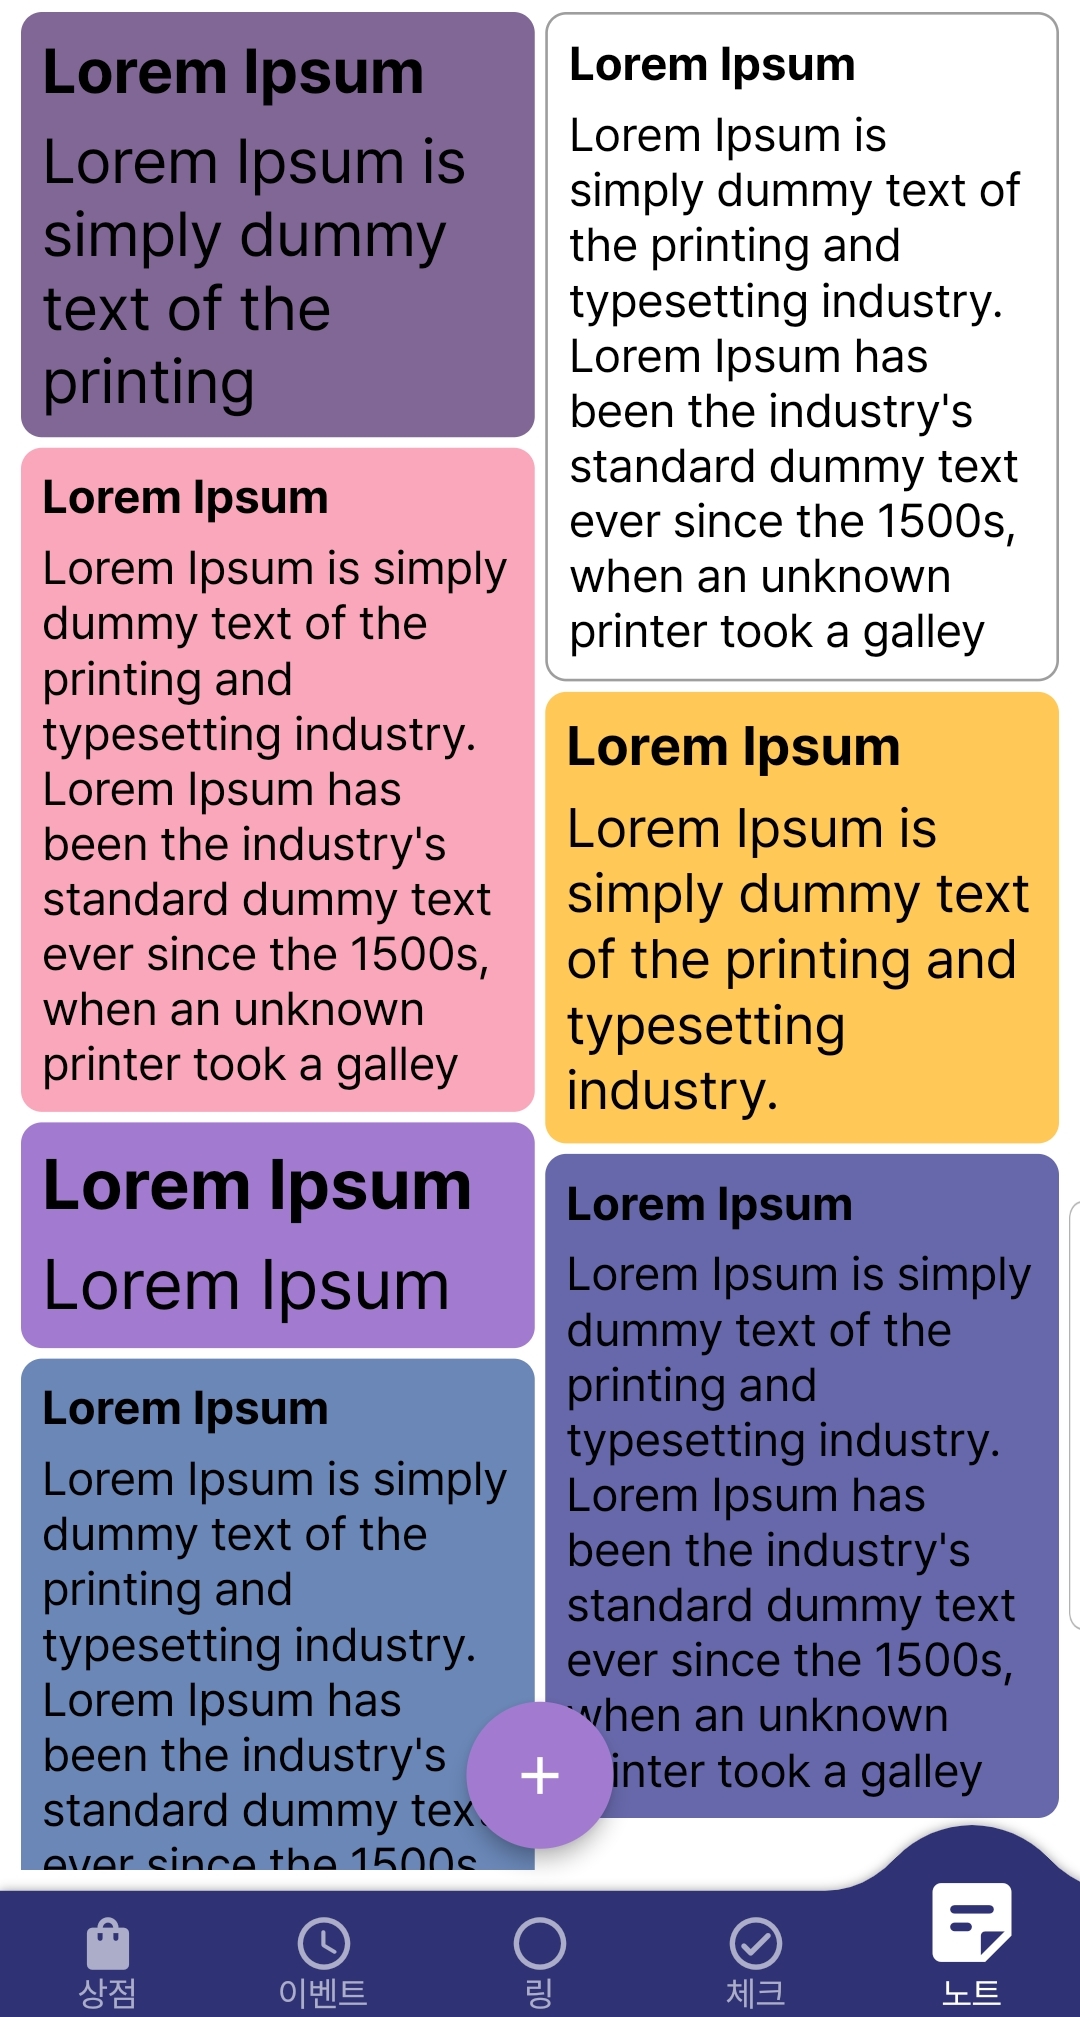 Lorem Ipsum
Lorem Ipsum is
simply dummy
text of the
printing
Lorem Ipsum
Lorem Ipsum is simply
dummy text of the
printing and
typesetting industry.
Lorem Ipsum has
been the industry's
standard dummy text
ever since the 1500s,
when an unknown
printer took a galley
Lorem Ipsum
Lorem Ipsum
Lorem Ipsum
Lorem Ipsum is simply
dummy text of the
printing and
typesetting industry.
Lorem Ipsum has
been the industry's
standard dummy text
ever since the 1500s
Lorem Ipsum
Lorem Ipsum is
simply dummy text of
the printing and
typesetting industry.
Lorem Ipsum has
been the industry's
standard dummy text
ever since the 1500s,
when an unknown
printer took a galley
Lorem Ipsum
Lorem Ipsum is
simply dummy text
of the printing and
typesetting
industry.
Lorem Ipsum
Lorem Ipsum is simply
dummy text of the
printing and
typesetting industry.
Lorem Ipsum has
been the industry's
standard dummy text
ever since the 1500s,
when an unknown
printer took a galley
+
상점
이벤트
링
체크
노트